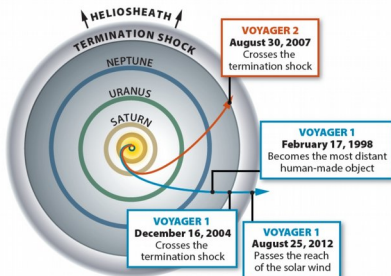 HELIOSHEATH
TERMINATION SHOCK
NEPTUNE
URANUS
SATURN
VOYAGER 2
August 30, 2007
Crosses the
termination shock
VOYAGER 1
February 17, 1998
Becomes the most distant
human-made object
VOYAGER 1
December 16, 2004
Crosses the
termination shock
VOYAGER 1
August 25, 2012
Passes the reach
of the solar wind